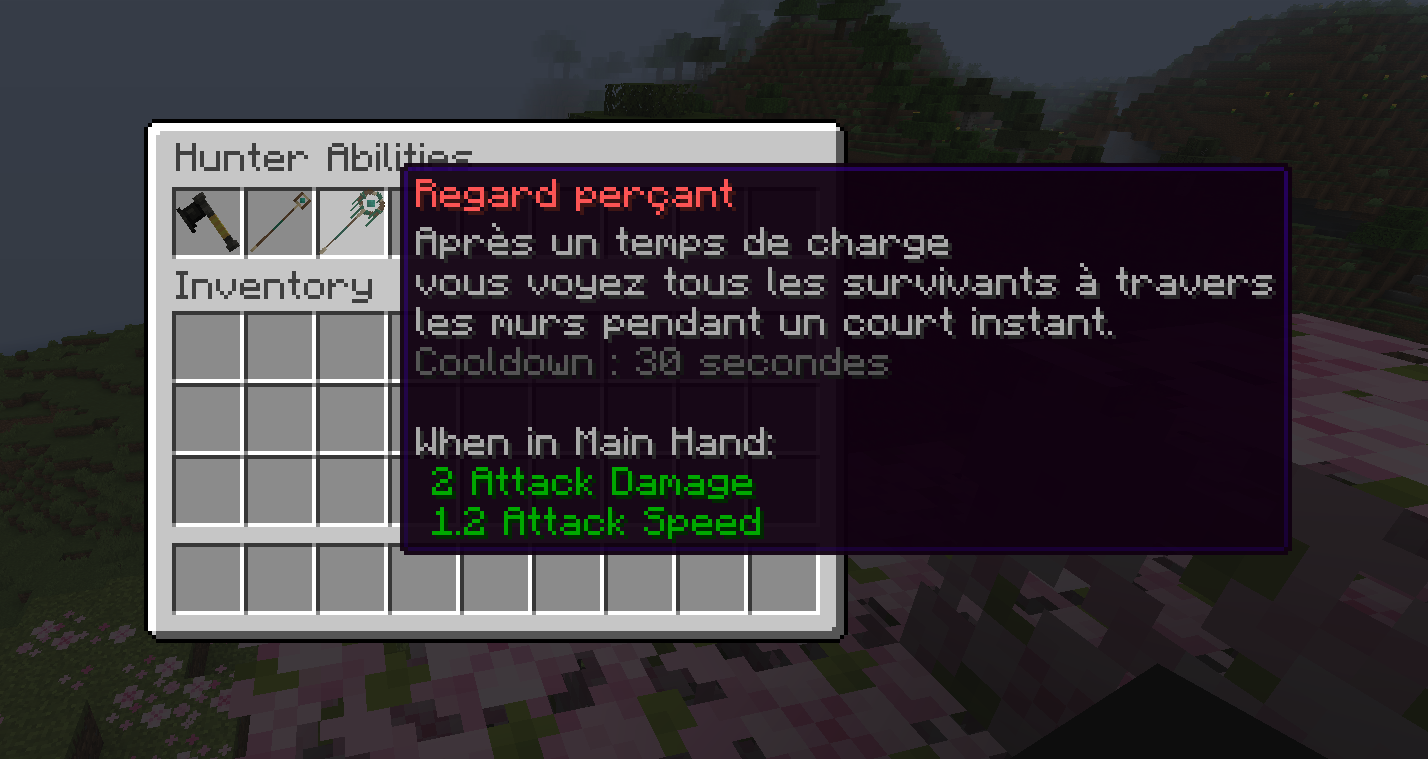 Hunter Abilities
Regard perçant
Après un temps de charge
vous voyez tous les survivants à travers
les murs pendant un court instant.
Cooldown : 30 secondes
Inventory
When in Main Hand:
2 Attack Damage
1.2 Attack Speed